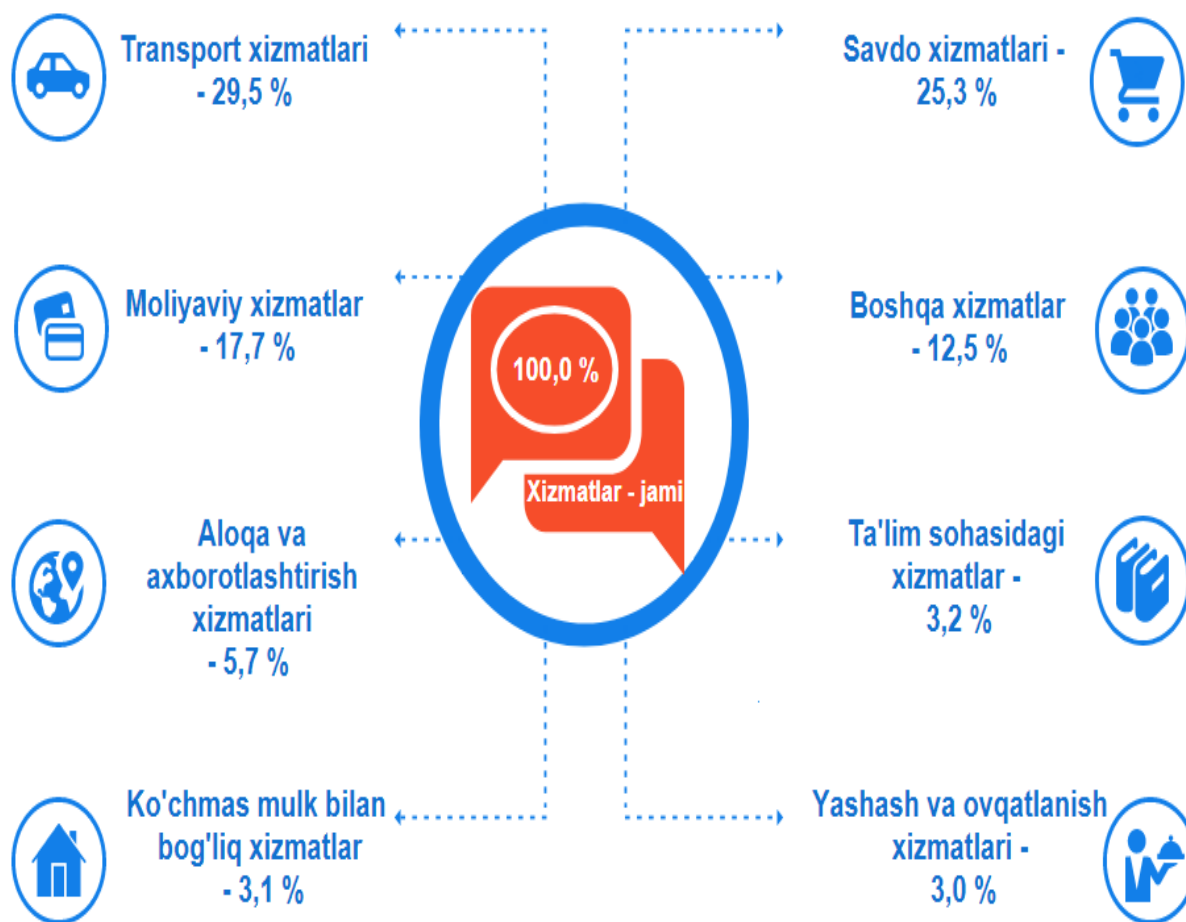 Transport xizmatlari
- 29,5 %
Savdo xizmatlari -
25,3 %
Moliyaviy xizmatlar
- 17,7 %
Boshqa xizmatlar
- 12,5 %
100,0 %
Xizmatlar - jami
Aloqa va
axborotlashtirish
xizmatlari
- 5,7 %
Ta'lim sohasidagi
xizmatlar -
3,2 %
Ko'chmas mulk bilan
bog'liq xizmatlar
- 3,1 %
Yashash va ovqatlanish
xizmatlari -
3,0 %